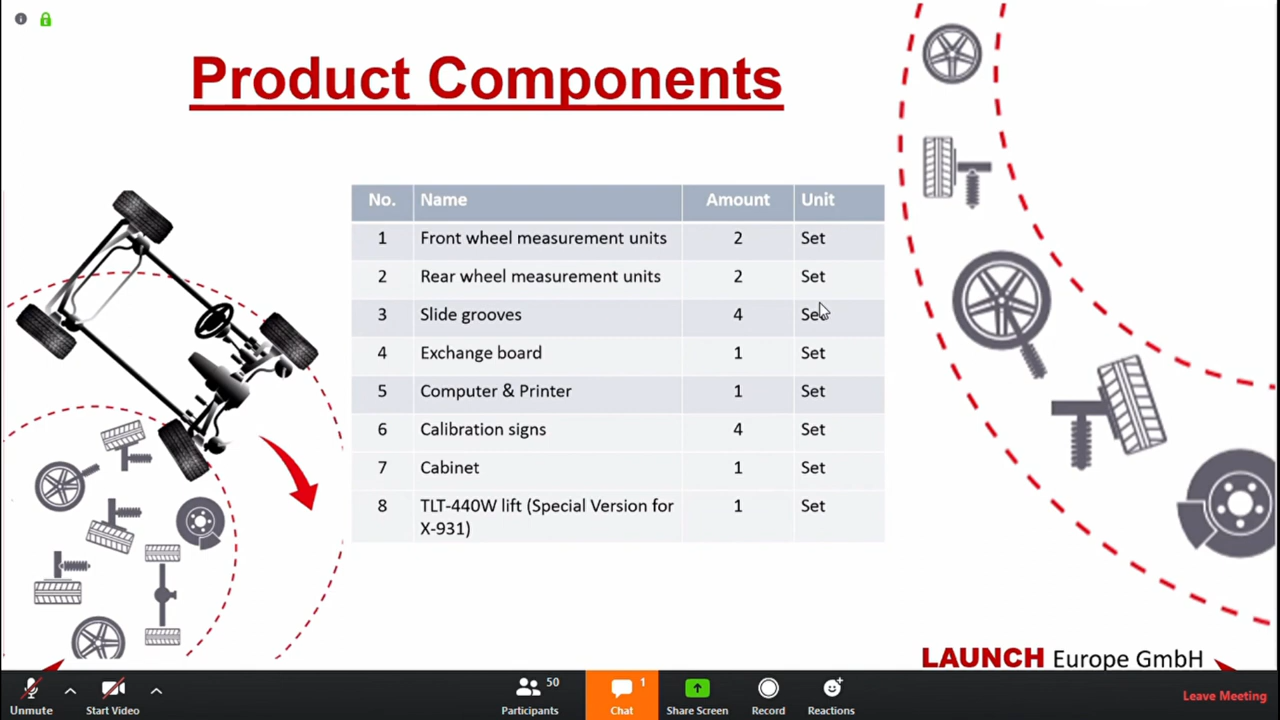 Product Components
No. Name Amount Unit
1 Front wheel measurement units 2 Set
2 Rear wheel measurement units 2 Set
3 Slide grooves 4 Set
4 Exchange board 1 Set
5 Computer & Printer 1 Set
6 Calibration signs 4 Set
7 Cabinet 1 Set
8 TLT-440W lift (Special Version for 1 Set
X-931)
LAUNCH Europe GmbH
50
1
Unmute
Start Video
Participants
Chat
Share Screen
Record
Reactions
Leave Meeting